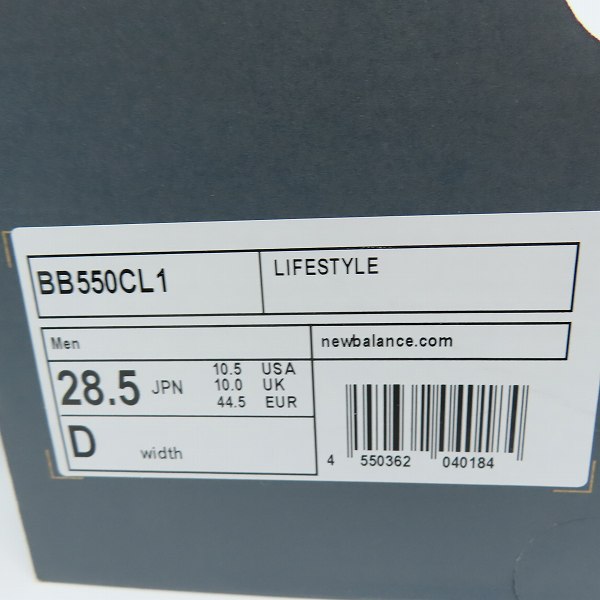 BB550CL1
LIFESTYLE
Men
newbalance.com
28.5 JPN
10.5 USA
10.0 UK
44.5 EUR
D width
4 550362 040184